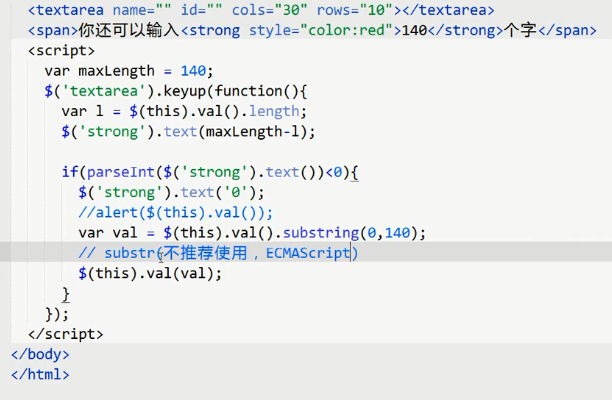 <textarea name="" id="" cols="30" rows="10"></textarea>
<span>你还可以输入<strong style="color:red">140</strong>个字</span>
<script>
var maxLength = 140;
$('textarea').keyup(function(){
var l = $(this).val().length;
$('strong').text(maxLength-l);
if(parseInt($('strong').text())<0){
$('strong').text('0');
//alert($(this).val());
var val = $(this).val().substring(0,140);
// substr(不推荐使用，ECMAScript)
$(this).val(val);
}
});
</script>
</body>
</html>